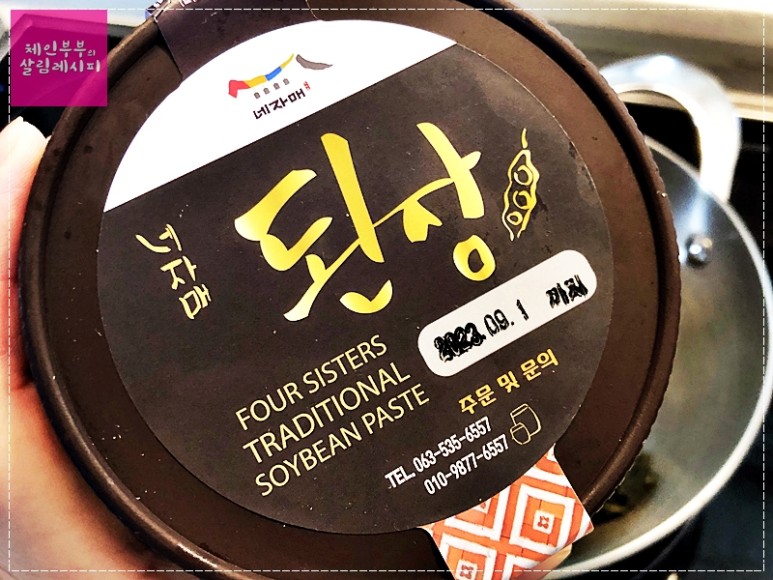 체인부부의
살림레시피
네자매
네자매
된장
2023.09.1 까지
FOUR SISTERS
TRADITIONAL
SOYBEAN PASTE
주문 및 문의
TEL. 063-535-6557
010-9877-6557